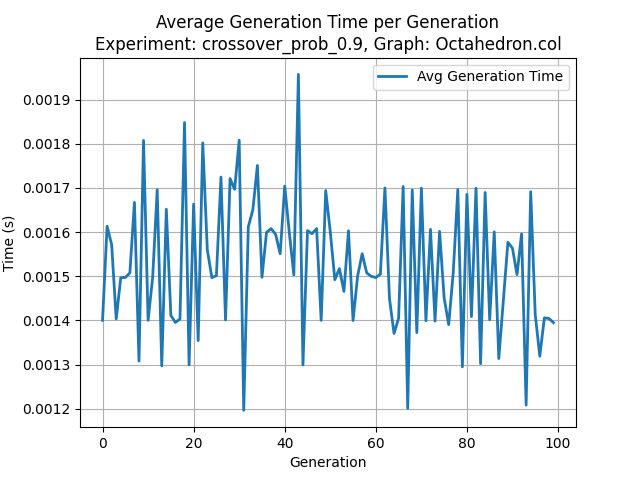 Average Generation Time per Generation
Experiment: crossover_prob_0.9, Graph: Octahedron.col
Avg Generation Time
Time (s)
0.0019
0.0018
0.0017
0.0016
0.0015
0.0014
0.0013
0.0012
0 20 40 60 80 100
Generation